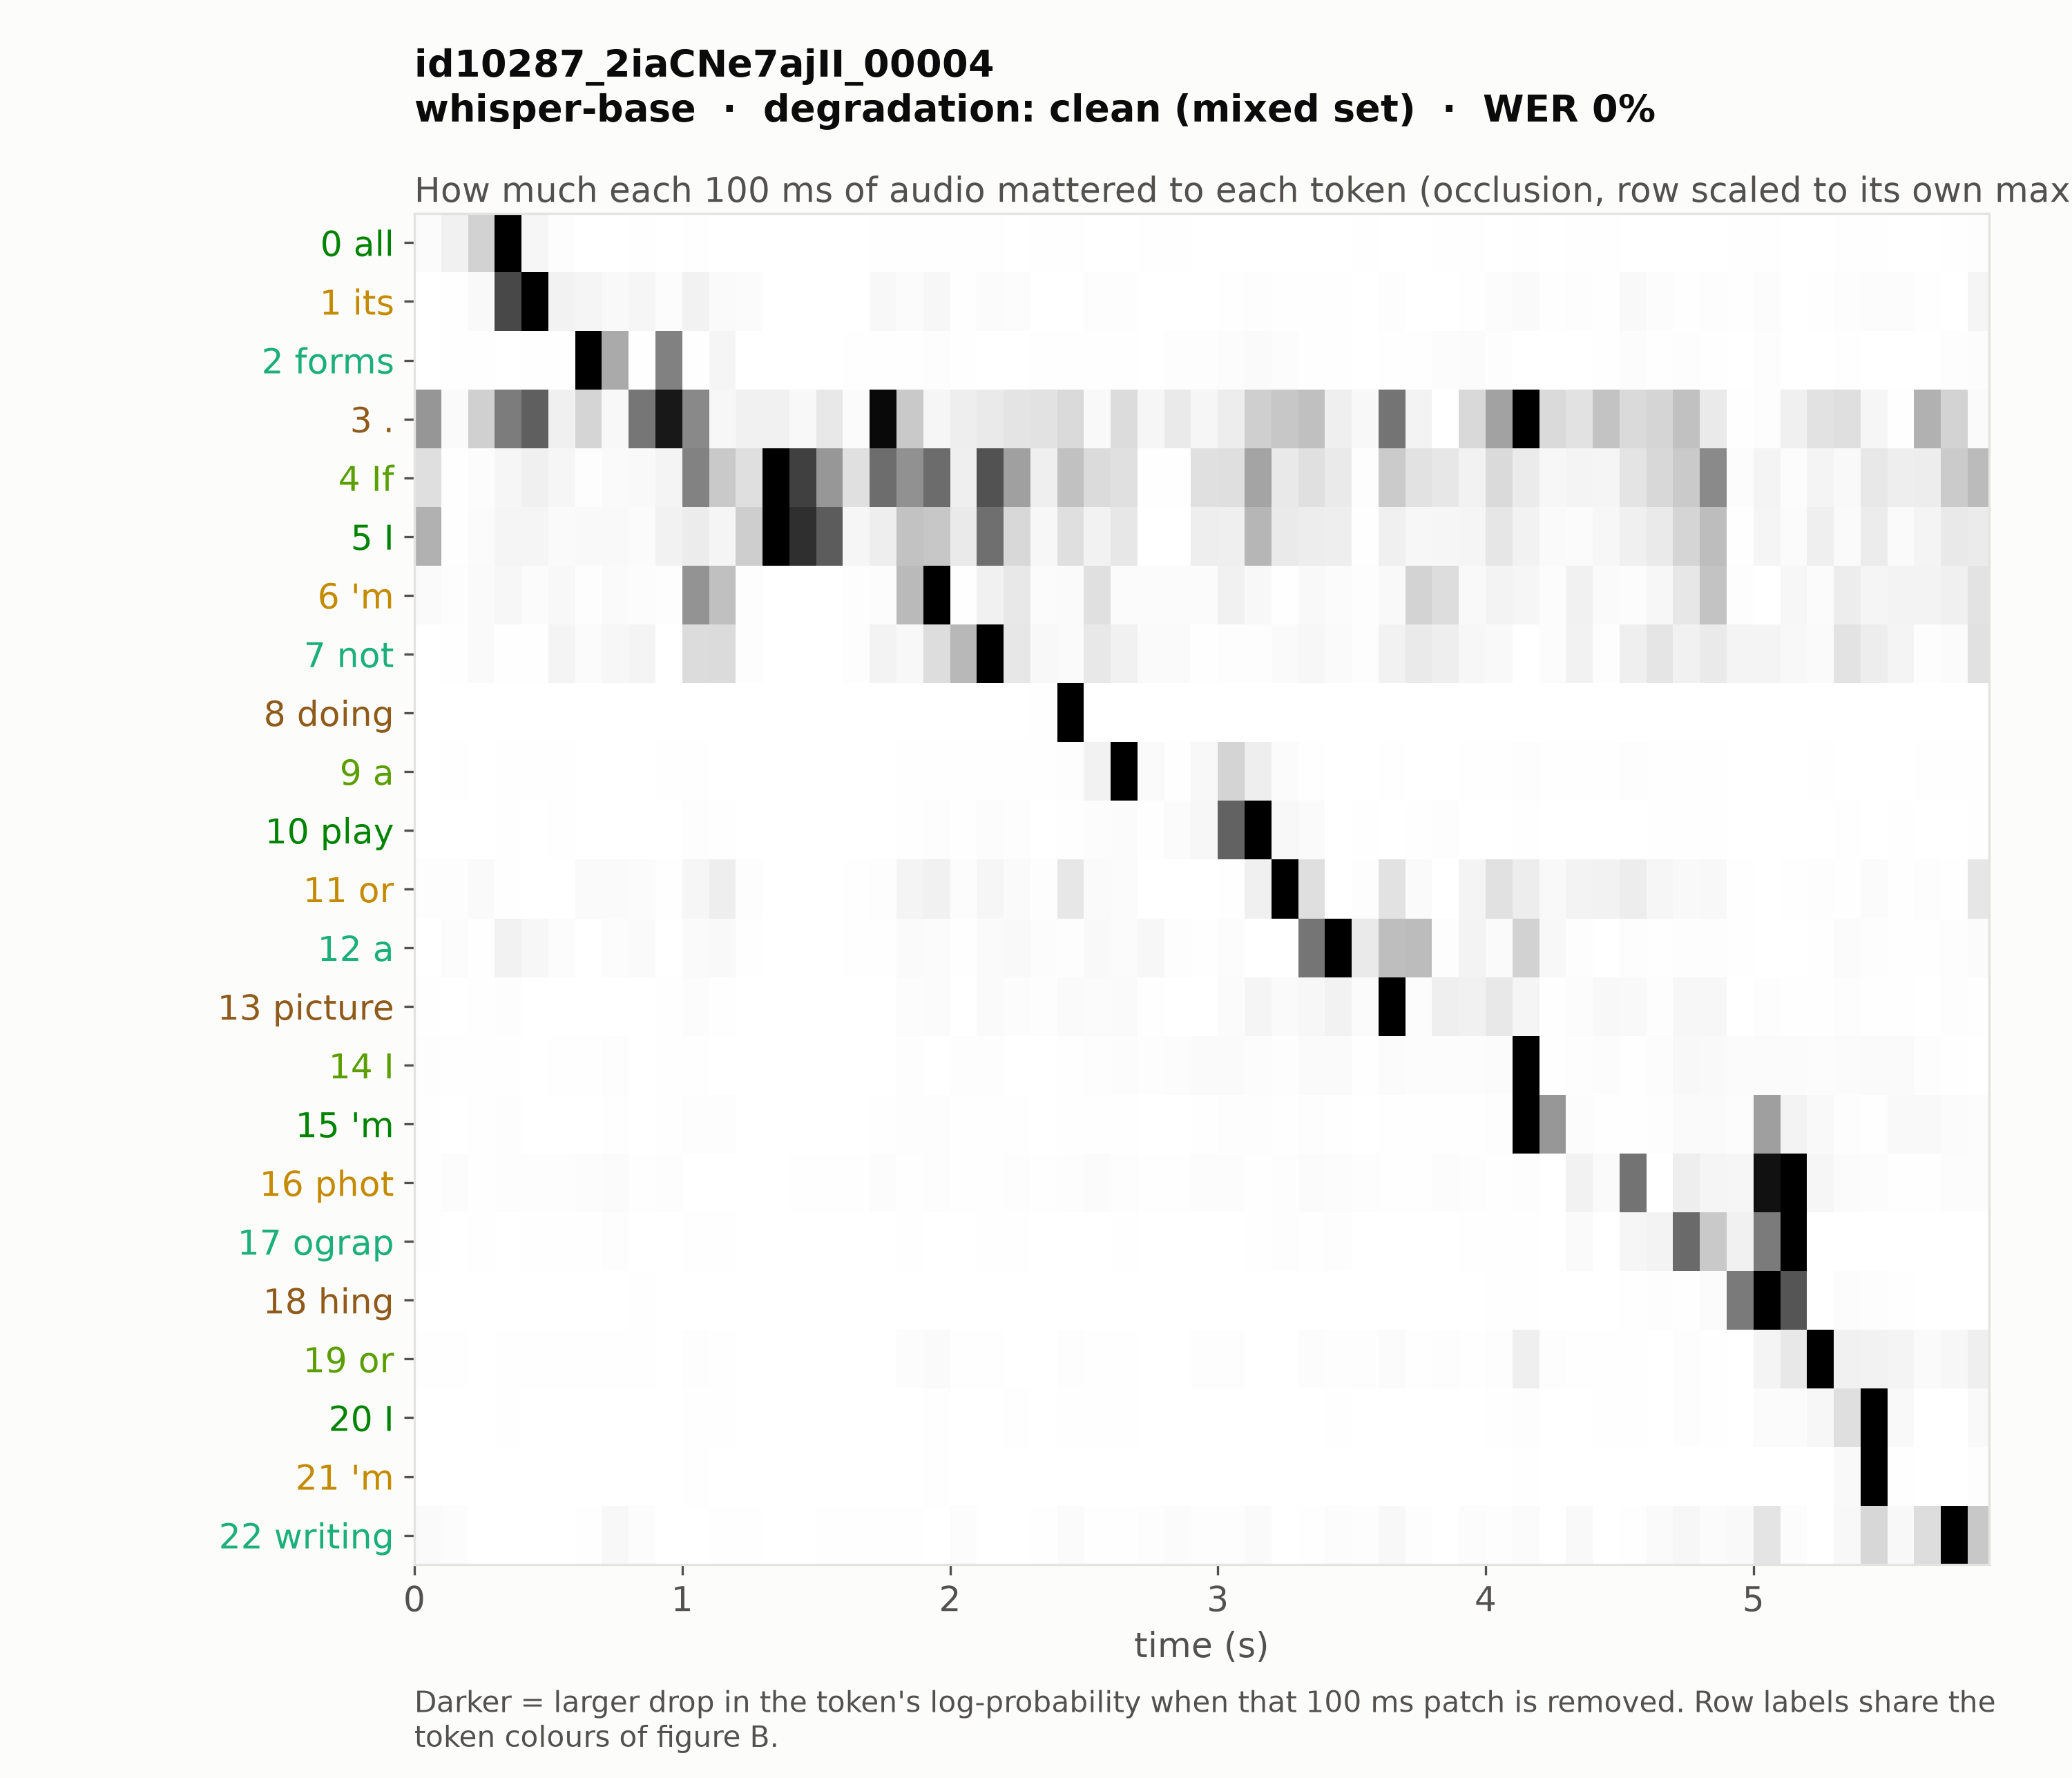 id10287_2iaCNe7ajII_00004
whisper-base · degradation: clean (mixed set) · WER 0%
How much each 100 ms of audio mattered to each token (occlusion, row scaled to its own max
0 all
1 its
2 forms
3 .
4 If
5 I
6 'm
7 not
8 doing
9 a
10 play
11 or
12 a
13 picture
14 I
15 'm
16 phot
17 ograp
18 hing
19 or
20 I
21 'm
22 writing
0 1 2 3 4 5
time (s)
Darker = larger drop in the token's log-probability when that 100 ms patch is removed. Row labels share the
token colours of figure B.